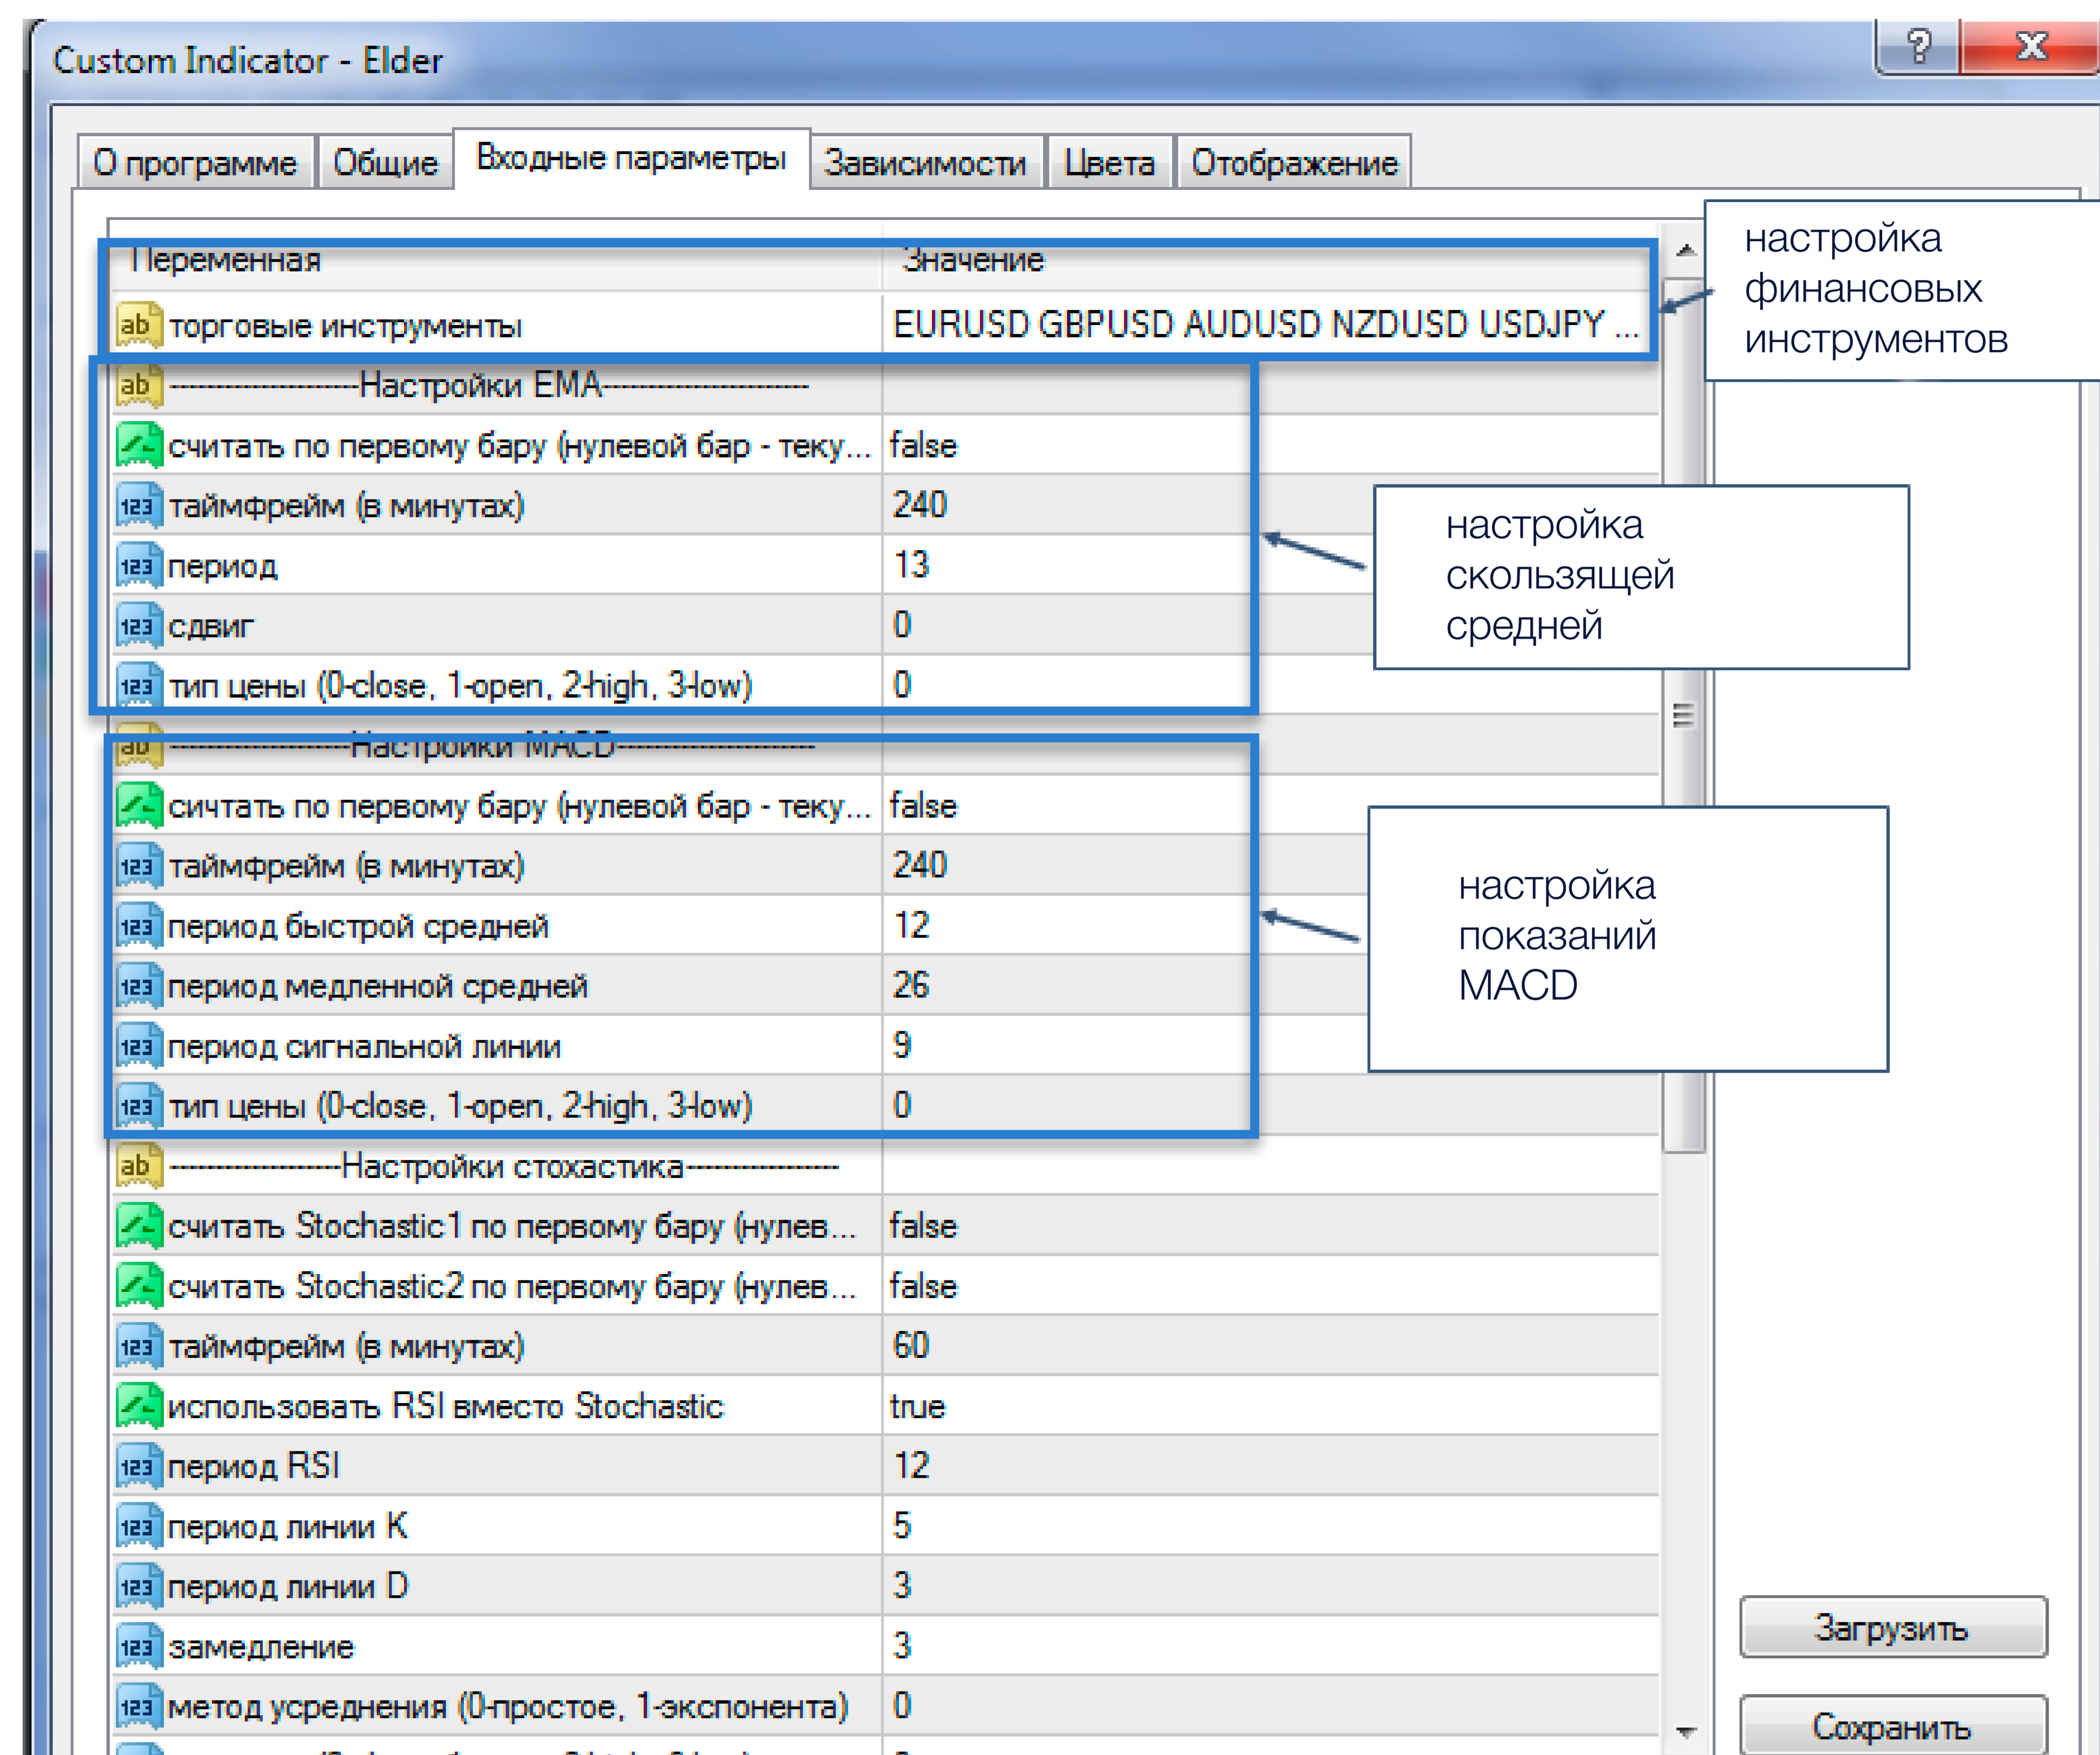 Custom Indicator - Elder
О программе Общие Входные параметры Зависимости Цвета Отображение
Переменная Значение
торговые инструменты EURUSD GBPUSD AUDUSD NZDUSD USDJPY ...
настройка
финансовых
инструментов
--------------------Настройки EMA----------------------
считать по первому бару (нулевой бар - теку... false
таймфрейм (в минутах) 240
период 13
сдвиг 0
тип цены (0-close, 1-open, 2-high, 3-low) 0
настройка
скользящей
средней
-------------------Настройки MACD---------------------
сичтать по первому бару (нулевой бар - теку... false
таймфрейм (в минутах) 240
период быстрой средней 12
период медленной средней 26
период сигнальной линии 9
тип цены (0-close, 1-open, 2-high, 3-low) 0
настройка
показаний
MACD
------------------Настройки стохастика----------------
считать Stochastic1 по первому бару (нулев... false
считать Stochastic2 по первому бару (нулев... false
таймфрейм (в минутах) 60
использовать RSI вместо Stochastic true
период RSI 12
период линии K 5
период линии D 3
замедление 3
метод усреднения (0-простое, 1-экспонента) 0
Загрузить
Сохранить